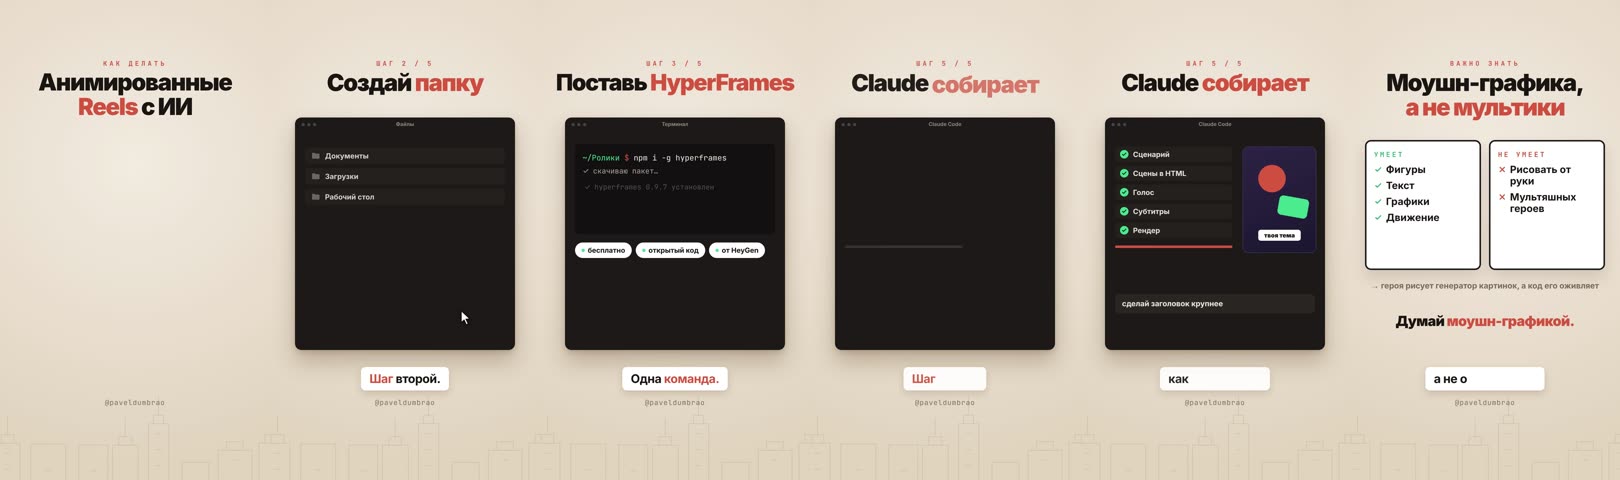 КАК ДЕЛАТЬ
Анимированные
Reels с ИИ
@paveldumbrao
ШАГ 2 / 5
Создай папку
Файлы
Документы
Загрузки
Рабочий стол
Шаг второй.
@paveldumbrao
ШАГ 3 / 5
Поставь HyperFrames
Терминал
~/Ролики $ npm i -g hyperframes
✓ скачиваю пакет…
✓ hyperframes 0.9.7 установлен
бесплатно
открытый код
от HeyGen
Одна команда.
@paveldumbrao
ШАГ 5 / 5
Claude собирает
Claude Code
Шаг
@paveldumbrao
ШАГ 5 / 5
Claude собирает
Claude Code
Сценарий
Сцены в HTML
Голос
Субтитры
Рендер
твоя тема
сделай заголовок крупнее
как
@paveldumbrao
ВАЖНО ЗНАТЬ
Моушн-графика,
а не мультики
УМЕЕТ
✓ Фигуры
✓ Текст
✓ Графики
✓ Движение
НЕ УМЕЕТ
✕ Рисовать от
руки
✕ Мультяшных
героев
→ героя рисует генератор картинок, а код его оживляет
Думай моушн-графикой.
а не о
@paveldumbrao